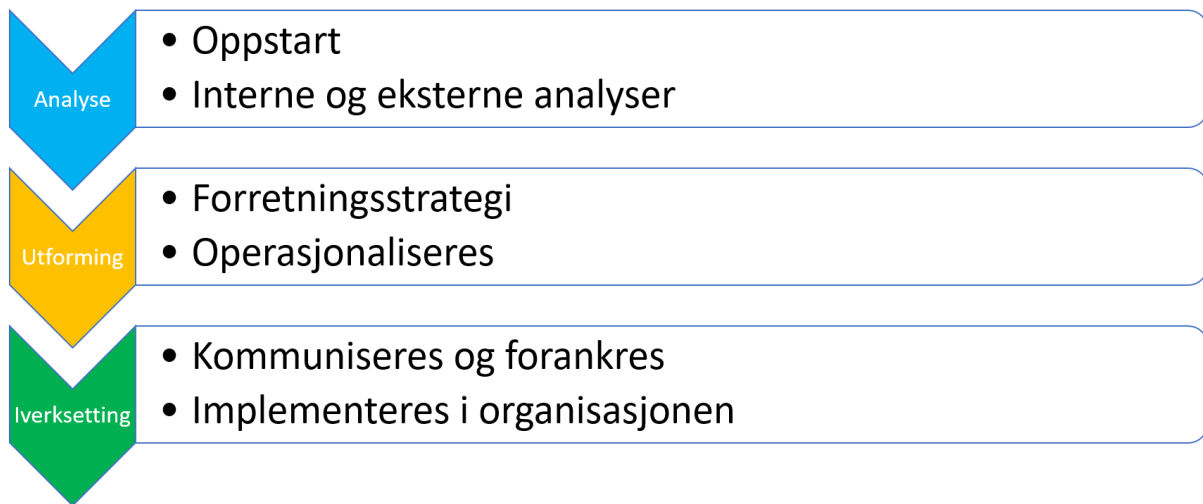 Analyse
• Oppstart
• Interne og eksterne analyser
Utforming
• Forretningsstrategi
• Operasjonaliseres
Iverksetting
• Kommuniseres og forankres
• Implementeres i organisasjonen